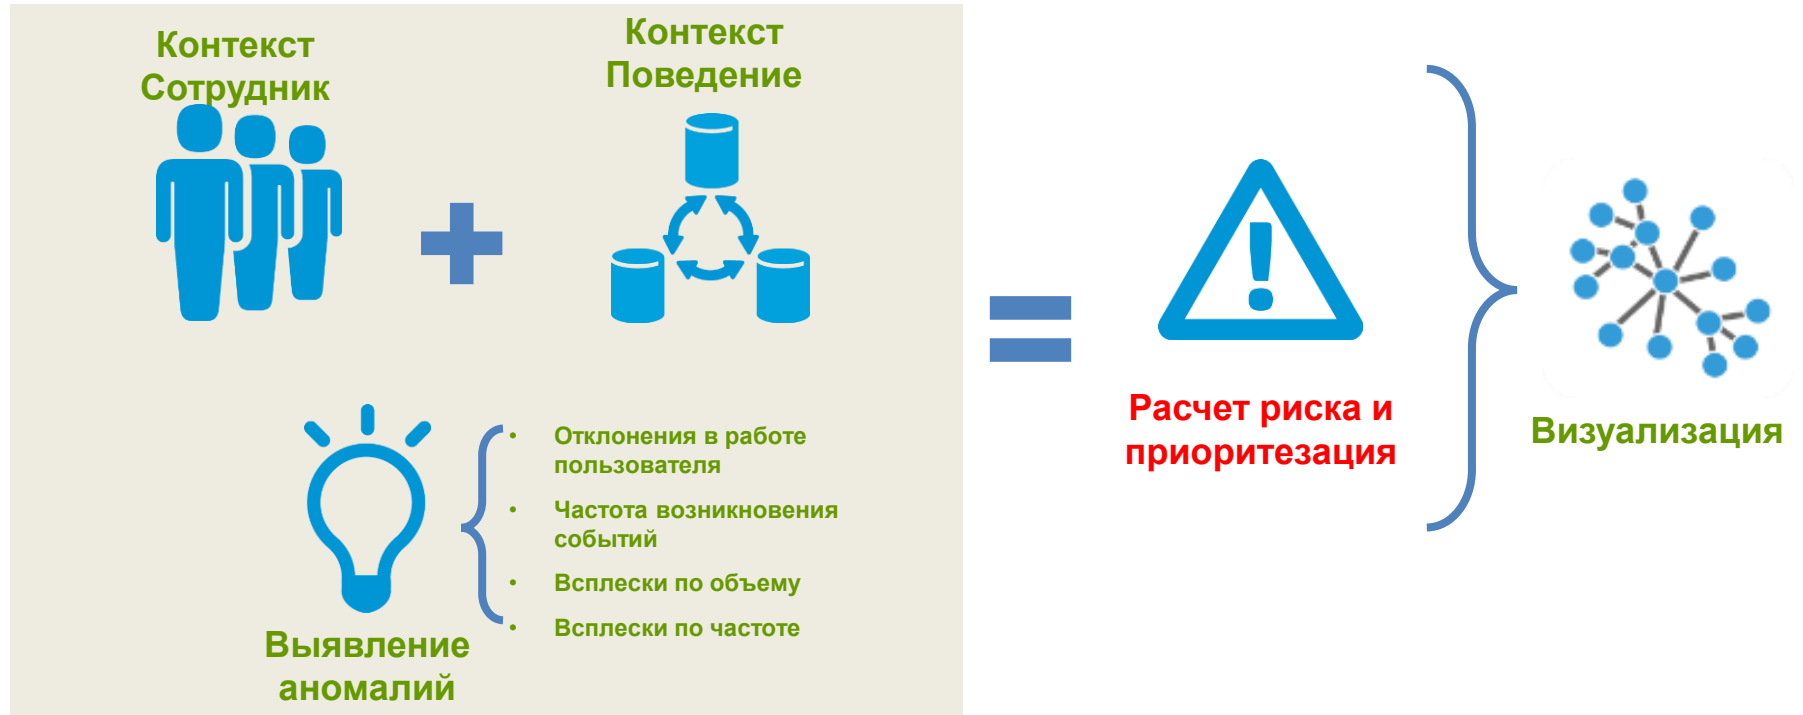 Контекст
Сотрудник
Контекст
Поведение
• Отклонения в работе
пользователя
• Частота возникновения
событий
• Всплески по объему
• Всплески по частоте
Выявление
аномалий
Расчет риска и
приоритезация
Визуализация